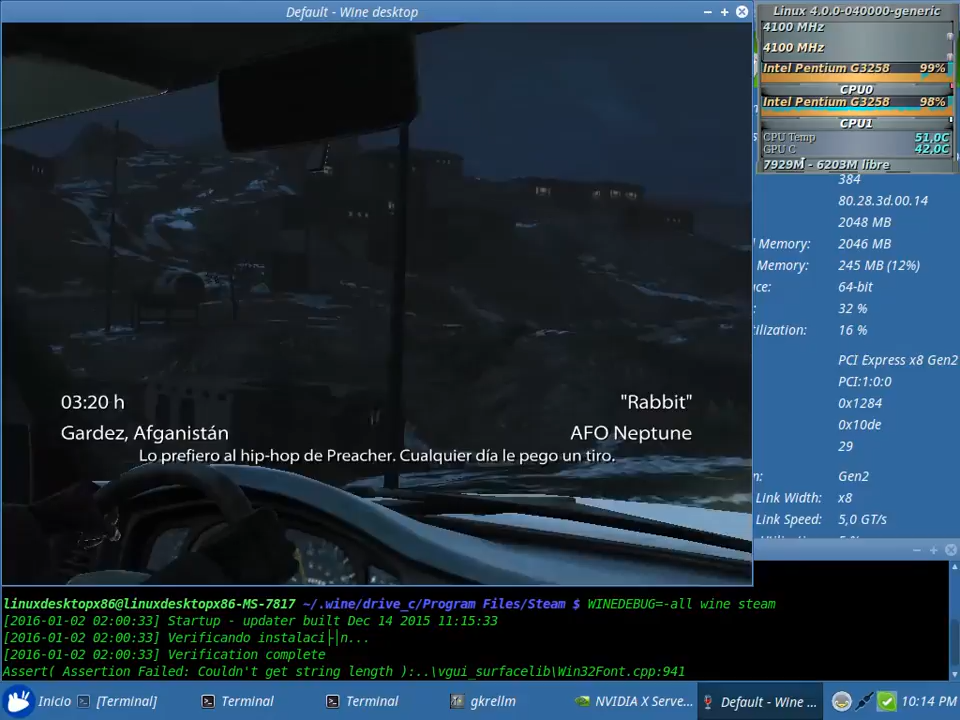 Default - Wine desktop
Linux 4.0.0-040000-generic
4100 MHz
4100 MHz
Intel Pentium G3258 99%
CPU0
Intel Pentium G3258 98%
CPU1
CPU Temp 51.0C
GPU C 42.0C
7929M - 6203M libre
384
80.28.3d.00.14
2048 MB
Memory: 2046 MB
Memory: 245 MB (12%)
ce: 64-bit
: 32 %
ilization: 16 %
PCI Express x8 Gen2
PCI:1:0:0
0x1284
0x10de
29
n: Gen2
Link Width: x8
Link Speed: 5,0 GT/s
03:20 h "Rabbit"
Gardez, Afganistán AFO Neptune
Lo prefiero al hip-hop de Preacher. Cualquier día le pego un tiro.
linuxdesktopx86@linuxdesktopx86-MS-7817 ~/.wine/drive_c/Program Files/Steam $ WINEDEBUG=-all wine steam
[2016-01-02 02:00:33] Startup - updater built Dec 14 2015 11:15:33
[2016-01-02 02:00:33] Verificando instalaci├│n...
[2016-01-02 02:00:33] Verification complete
Assert( Assertion Failed: Couldn't get string length ):..\vgui_surfacelib\Win32Font.cpp:941
Inicio [Terminal] Terminal Terminal gkrellm NVIDIA X Serve... Default - Wine ... 10:14 PM